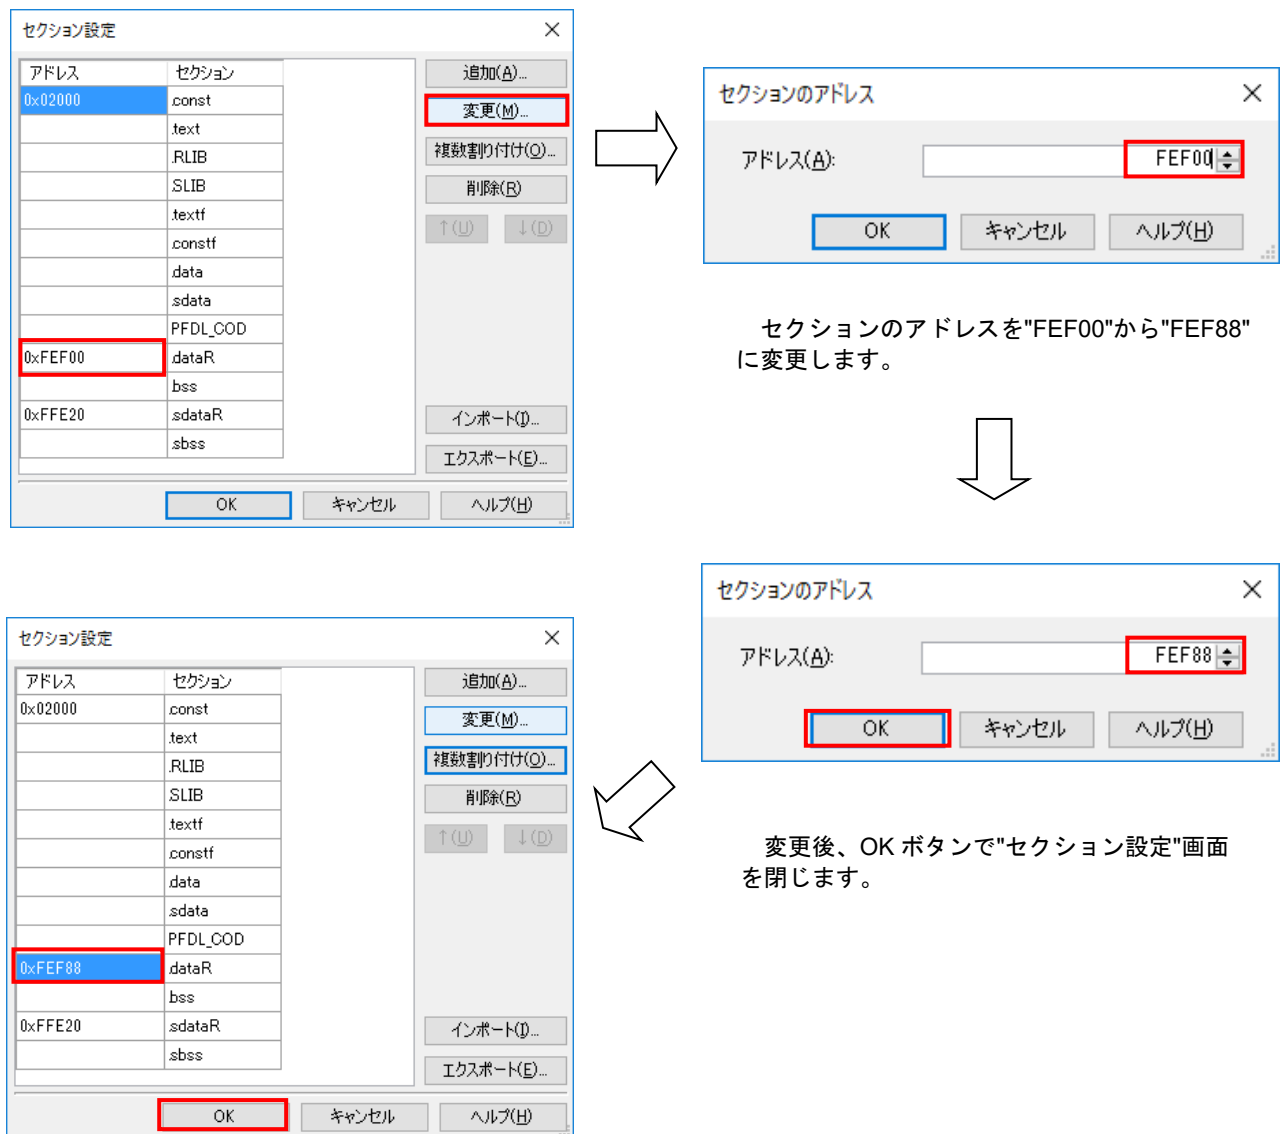 セクション設定
アドレス セクション
0x02000 .const
.text
.RLIB
.SLIB
.textf
.constf
.data
.sdata
PFDL_COD
0xFEF00 .dataR
.bss
0xFFE20 .sdataR
.sbss
追加(A)...
変更(M)...
複数割り付け(O)...
削除(R)
↑(U) ↓(D)
インポート(I)...
エクスポート(E)...
OK キャンセル ヘルプ(H)
セクションのアドレス
アドレス(A): FEF00
OK キャンセル ヘルプ(H)
セクションのアドレスを"FEF00"から"FEF88"
に変更します。
セクションのアドレス
アドレス(A): FEF88
OK キャンセル ヘルプ(H)
変更後、OK ボタンで"セクション設定"画面
を閉じます。
セクション設定
アドレス セクション
0x02000 .const
.text
.RLIB
.SLIB
.textf
.constf
.data
.sdata
PFDL_COD
0xFEF88 .dataR
.bss
0xFFE20 .sdataR
.sbss
追加(A)...
変更(M)...
複数割り付け(O)...
削除(R)
↑(U) ↓(D)
インポート(I)...
エクスポート(E)...
OK キャンセル ヘルプ(H)